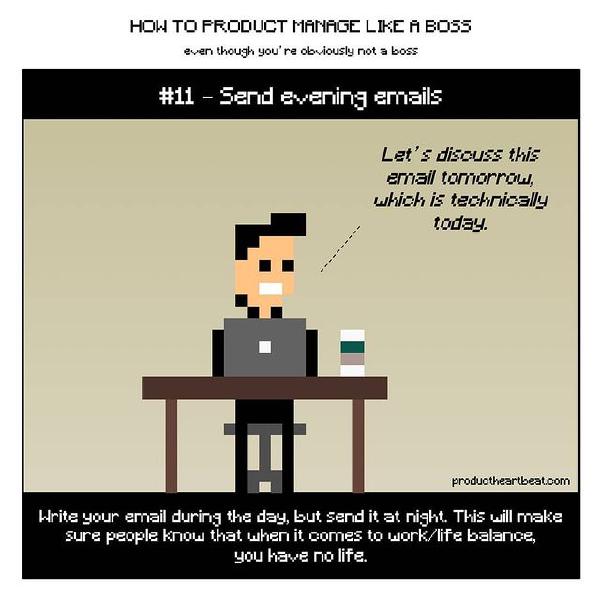 HOW TO PRODUCT MANAGE LIKE A BOSS
even though you're obviously not a boss
#11 - Send evening emails
Let's discuss this
email tomorrow,
which is technically
today.
productheartbeat.com
Write your email during the day, but send it at night. This will make
sure people know that when it comes to work/life balance,
you have no life.